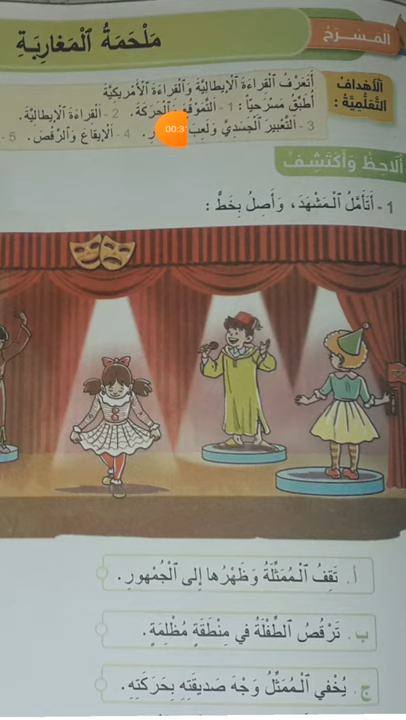 الْمَسْرَحُ
مَلْحَمَةُ الْمَغارِبَةِ
الْأَهْدافُ التَّعَلُّمِيَّةُ :
أَتَعَرَّفُ الْقِراءَةَ الْإيطالِيَّةَ وَالْقِراءَةَ الْأَمْريكِيَّةَ
أُطَبِّقُ مَسْرَحِيّاً : 1 - التَّمَوْقُعَ وَالْحَرَكَةَ. 2 - الْقِراءَةَ الْإيطالِيَّةَ.
3 - التَّعْبيرَ الْجَسَدِيَّ وَلَعِبَ 4 - الْإيقاعَ وَالرَّقْصَ. 5 -
00:3
أُلاحِظُ وَأَكْتَشِفُ
1 - أَتَأَمَّلُ الْمَشْهَدَ، وَأَصِلُ بِخَطٍّ :
أ. تَقِفُ الْمُمَثِّلَةُ وَظَهْرُها إِلى الْجُمْهورِ.
ب. تَرْقُصُ الطِّفْلَةُ في مِنْطَقَةٍ مُظْلِمَةٍ.
ج. يُخْفي الْمُمَثِّلُ وَجْهَ صَديقَتِهِ بِحَرَكَتِهِ.